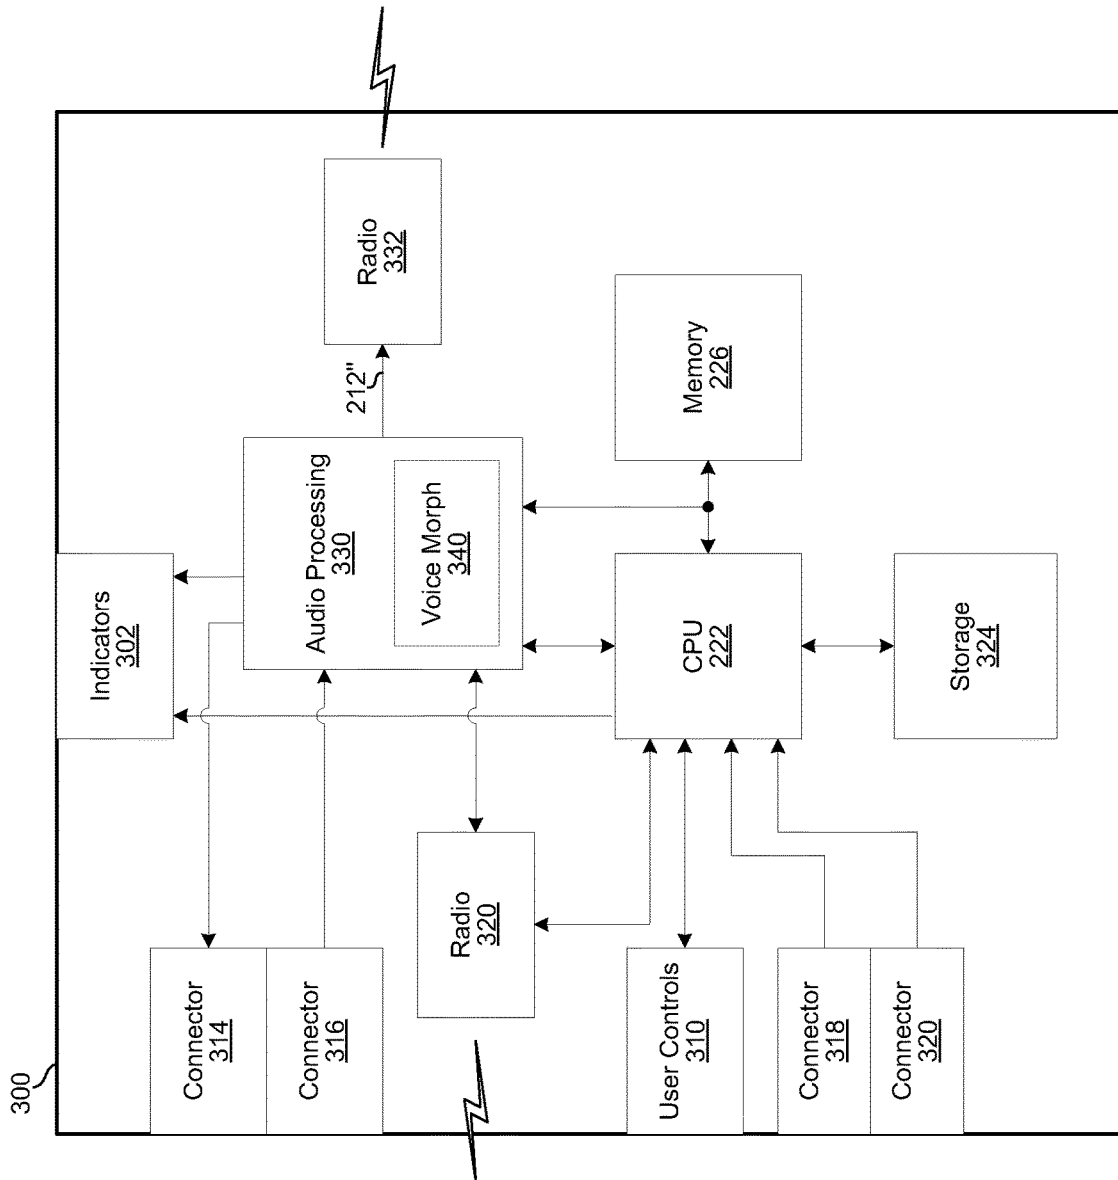 300
Connector
314
Connector
316
Radio
320
User Controls
310
Connector
318
Connector
320
Indicators
302
Audio Processing
330
Voice Morph
340
CPU
222
Storage
324
212"
Radio
332
Memory
226